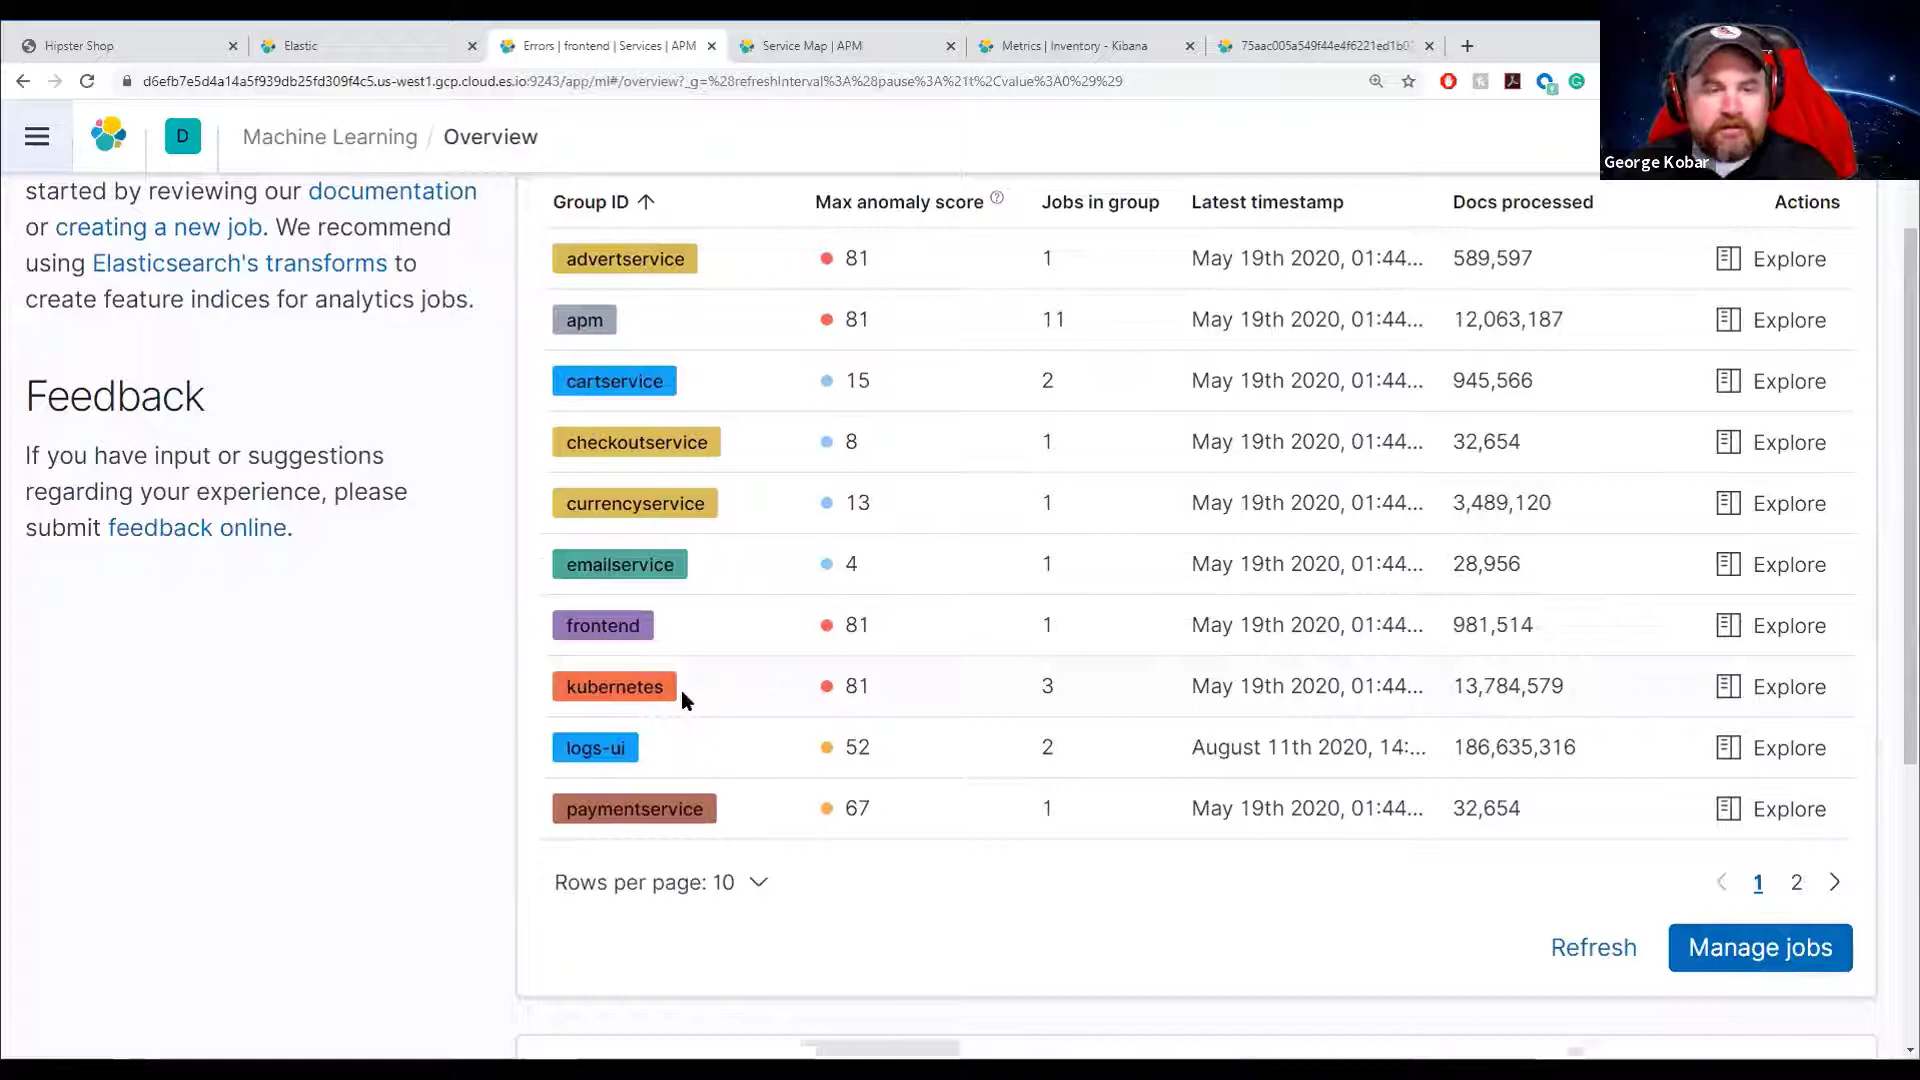 Hipster Shop
Elastic
Errors | frontend | Services | APM
Service Map | APM
Metrics | Inventory - Kibana
75aac005a549f44e4f6221ed1b0
d6efb7e5d4a14a5f939db25fd309f4c5.us-west1.gcp.cloud.es.io:9243/app/ml#/overview?_g=%28refreshInterval%3A%28pause%3A%21t%2Cvalue%3A0%29%29
George Kobar
D
Machine Learning / Overview
started by reviewing our documentation
or creating a new job. We recommend
using Elasticsearch's transforms to
create feature indices for analytics jobs.
Feedback
If you have input or suggestions
regarding your experience, please
submit feedback online.
Group ID Max anomaly score Jobs in group Latest timestamp Docs processed Actions
advertservice 81 1 May 19th 2020, 01:44... 589,597 Explore
apm 81 11 May 19th 2020, 01:44... 12,063,187 Explore
cartservice 15 2 May 19th 2020, 01:44... 945,566 Explore
checkoutservice 8 1 May 19th 2020, 01:44... 32,654 Explore
currencyservice 13 1 May 19th 2020, 01:44... 3,489,120 Explore
emailservice 4 1 May 19th 2020, 01:44... 28,956 Explore
frontend 81 1 May 19th 2020, 01:44... 981,514 Explore
kubernetes 81 3 May 19th 2020, 01:44... 13,784,579 Explore
logs-ui 52 2 August 11th 2020, 14:... 186,635,316 Explore
paymentservice 67 1 May 19th 2020, 01:44... 32,654 Explore
Rows per page: 10
1 2
Refresh
Manage jobs